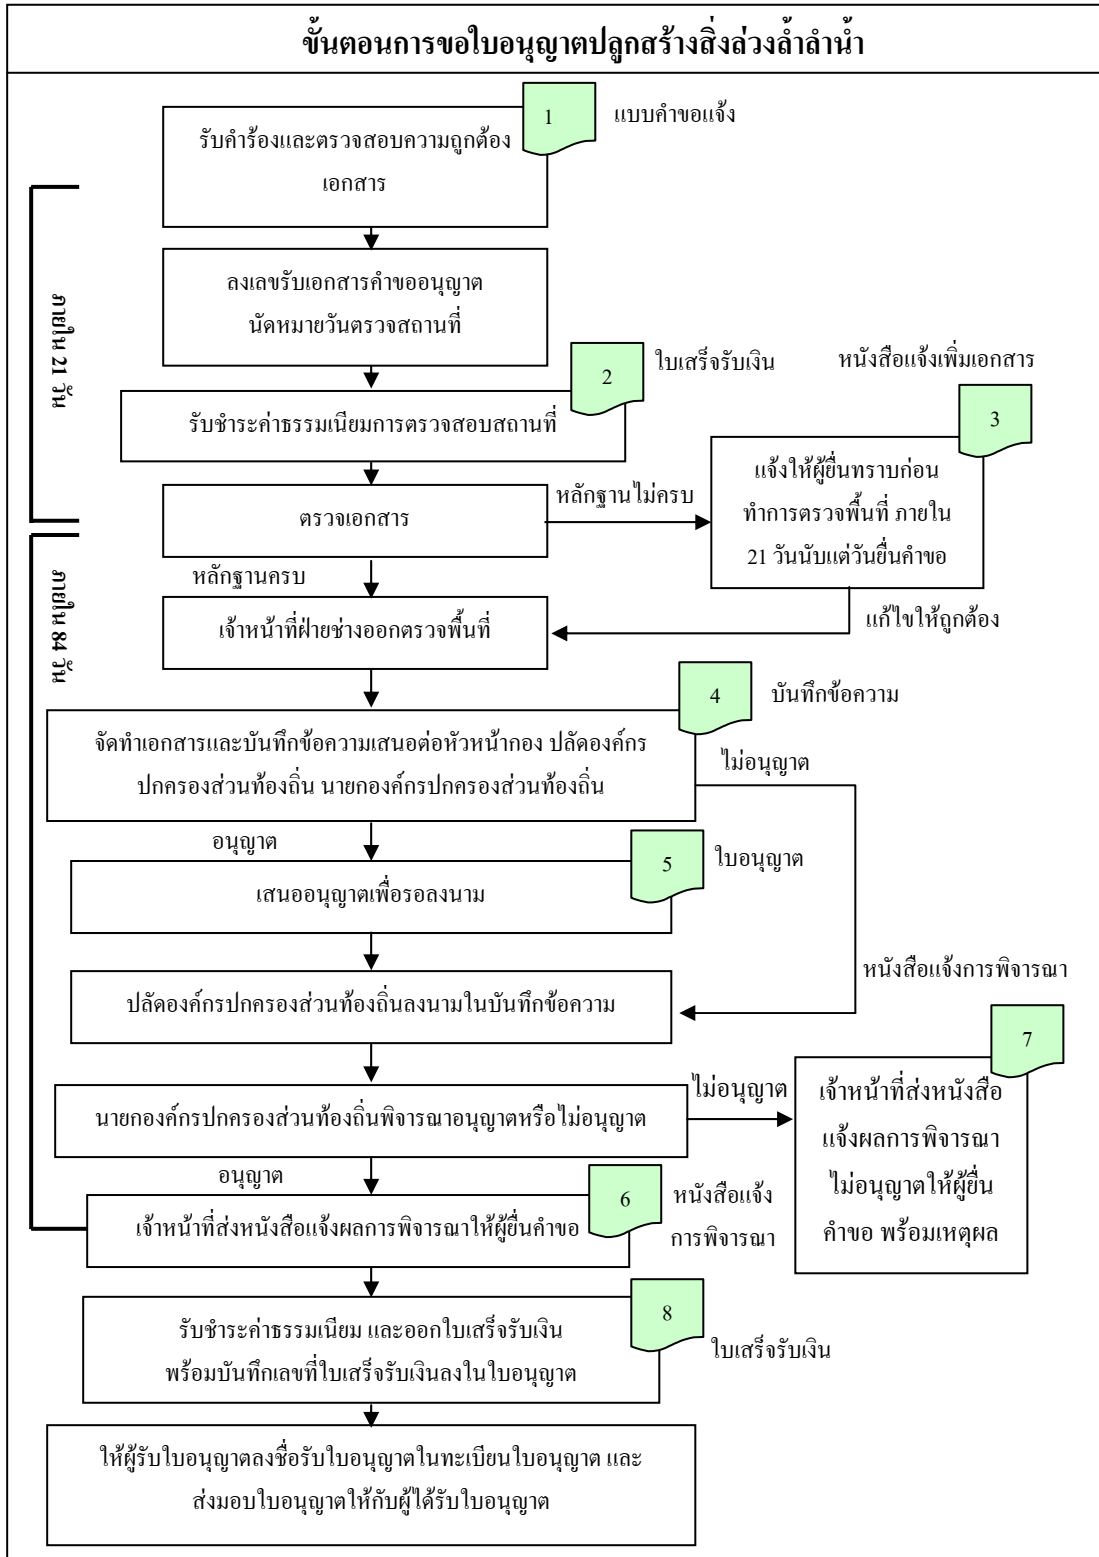 ขั้นตอนการขอใบอนุญาตปลูกสร้างสิ่งล่วงล้ำลำน้ำ
1
แบบคำขอแจ้ง
รับคำร้องและตรวจสอบความถูกต้อง
เอกสาร
ภายใน 21 วัน
ลงเลขรับเอกสารคำขออนุญาต
นัดหมายวันตรวจสถานที่
2
ใบเสร็จรับเงิน
รับชำระค่าธรรมเนียมการตรวจสอบสถานที่
หนังสือแจ้งเพิ่มเอกสาร
3
แจ้งให้ผู้ยื่นทราบก่อน
ทำการตรวจพื้นที่ ภายใน
21 วันนับแต่วันยื่นคำขอ
หลักฐานไม่ครบ
ตรวจเอกสาร
หลักฐานครบ
แก้ไขให้ถูกต้อง
ภายใน 84 วัน
เจ้าหน้าที่ฝ่ายช่างออกตรวจพื้นที่
4
บันทึกข้อความ
จัดทำเอกสารและบันทึกข้อความเสนอต่อหัวหน้ากอง ปลัดองค์กร
ปกครองส่วนท้องถิ่น นายกองค์กรปกครองส่วนท้องถิ่น
ไม่อนุญาต
อนุญาต
5
ใบอนุญาต
เสนออนุญาตเพื่อรอลงนาม
หนังสือแจ้งการพิจารณา
ปลัดองค์กรปกครองส่วนท้องถิ่นลงนามในบันทึกข้อความ
7
ไม่อนุญาต
นายกองค์กรปกครองส่วนท้องถิ่นพิจารณาอนุญาตหรือไม่อนุญาต
เจ้าหน้าที่ส่งหนังสือ
แจ้งผลการพิจารณา
ไม่อนุญาตให้ผู้ยื่น
คำขอ พร้อมเหตุผล
อนุญาต
6
หนังสือแจ้ง
การพิจารณา
เจ้าหน้าที่ส่งหนังสือแจ้งผลการพิจารณาให้ผู้ยื่นคำขอ
8
ใบเสร็จรับเงิน
รับชำระค่าธรรมเนียม และออกใบเสร็จรับเงิน
พร้อมบันทึกเลขที่ใบเสร็จรับเงินลงในใบอนุญาต
ให้ผู้รับใบอนุญาตลงชื่อรับใบอนุญาตในทะเบียนใบอนุญาต และ
ส่งมอบใบอนุญาตให้กับผู้ได้รับใบอนุญาต